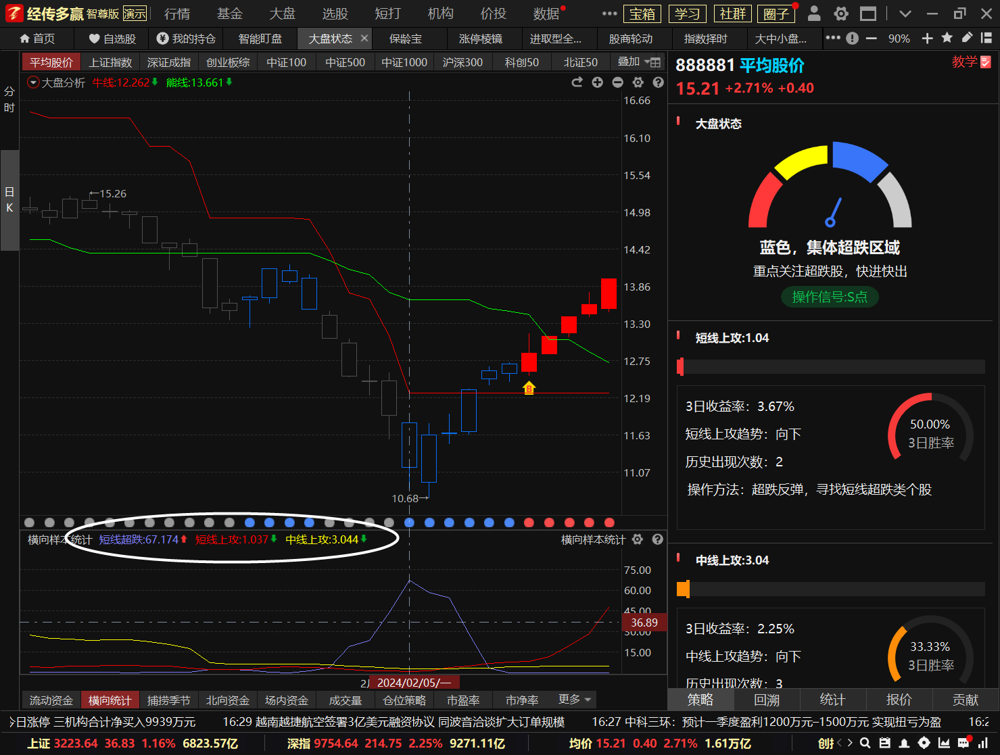 经传多赢 智尊版 演示 行情 基金 大盘 选股 短打 机构 价投 数据 宝箱 学习 社群 圈子
首页 自选股 我的持仓 智能盯盘 大盘状态 保龄宝 涨停棱镜 进取型全... 股商轮动 指数择时 大中小盘... 90%
平均股价 上证指数 深证成指 创业板综 中证100 中证500 中证1000 沪深300 科创50 北证50 叠加
大盘分析 牛线:12.262 熊线:13.661
分时
日K
16.66
16.10
15.54
14.98
14.42
13.86
13.30
12.75
12.19
11.63
11.07
←15.26
B
10.68→
横向样本统计 短线超跌:67.174 短线上攻:1.037 中线上攻:3.044 横向样本统计
75.00
60.00
45.00
36.89
30.00
15.00
2月 2024/02/05/一
流动资金 横向统计 捕捞季节 北向资金 场内资金 成交量 仓位策略 市盈率 市净率 更多
888881 平均股价 教学
15.21 +2.71% +0.40
大盘状态
蓝色，集体超跌区域
重点关注超跌股，快进快出
操作信号:S点
短线上攻:1.04
3日收益率：3.67%
短线上攻趋势：向下
历史出现次数：2
操作方法：超跌反弹，寻找短线超跌类个股
50.00%
3日胜率
中线上攻:3.04
3日收益率：2.25%
中线上攻趋势：向下
历史出现次数：3
33.33%
3日胜率
策略 回溯 统计 报价 贡献
今日涨停 三机构合计净买入9939万元 16:29 越南越捷航空签署3亿美元融资协议 同波音洽谈扩大订单规模 16:27 中科三环：预计一季度盈利1200万元–1500万元 实现扭亏为盈 16:2
上证 3223.64 36.83 1.16% 6823.57亿 深指 9754.64 214.75 2.25% 9271.11亿 均价 15.21 0.40 2.71% 1.61万亿 创